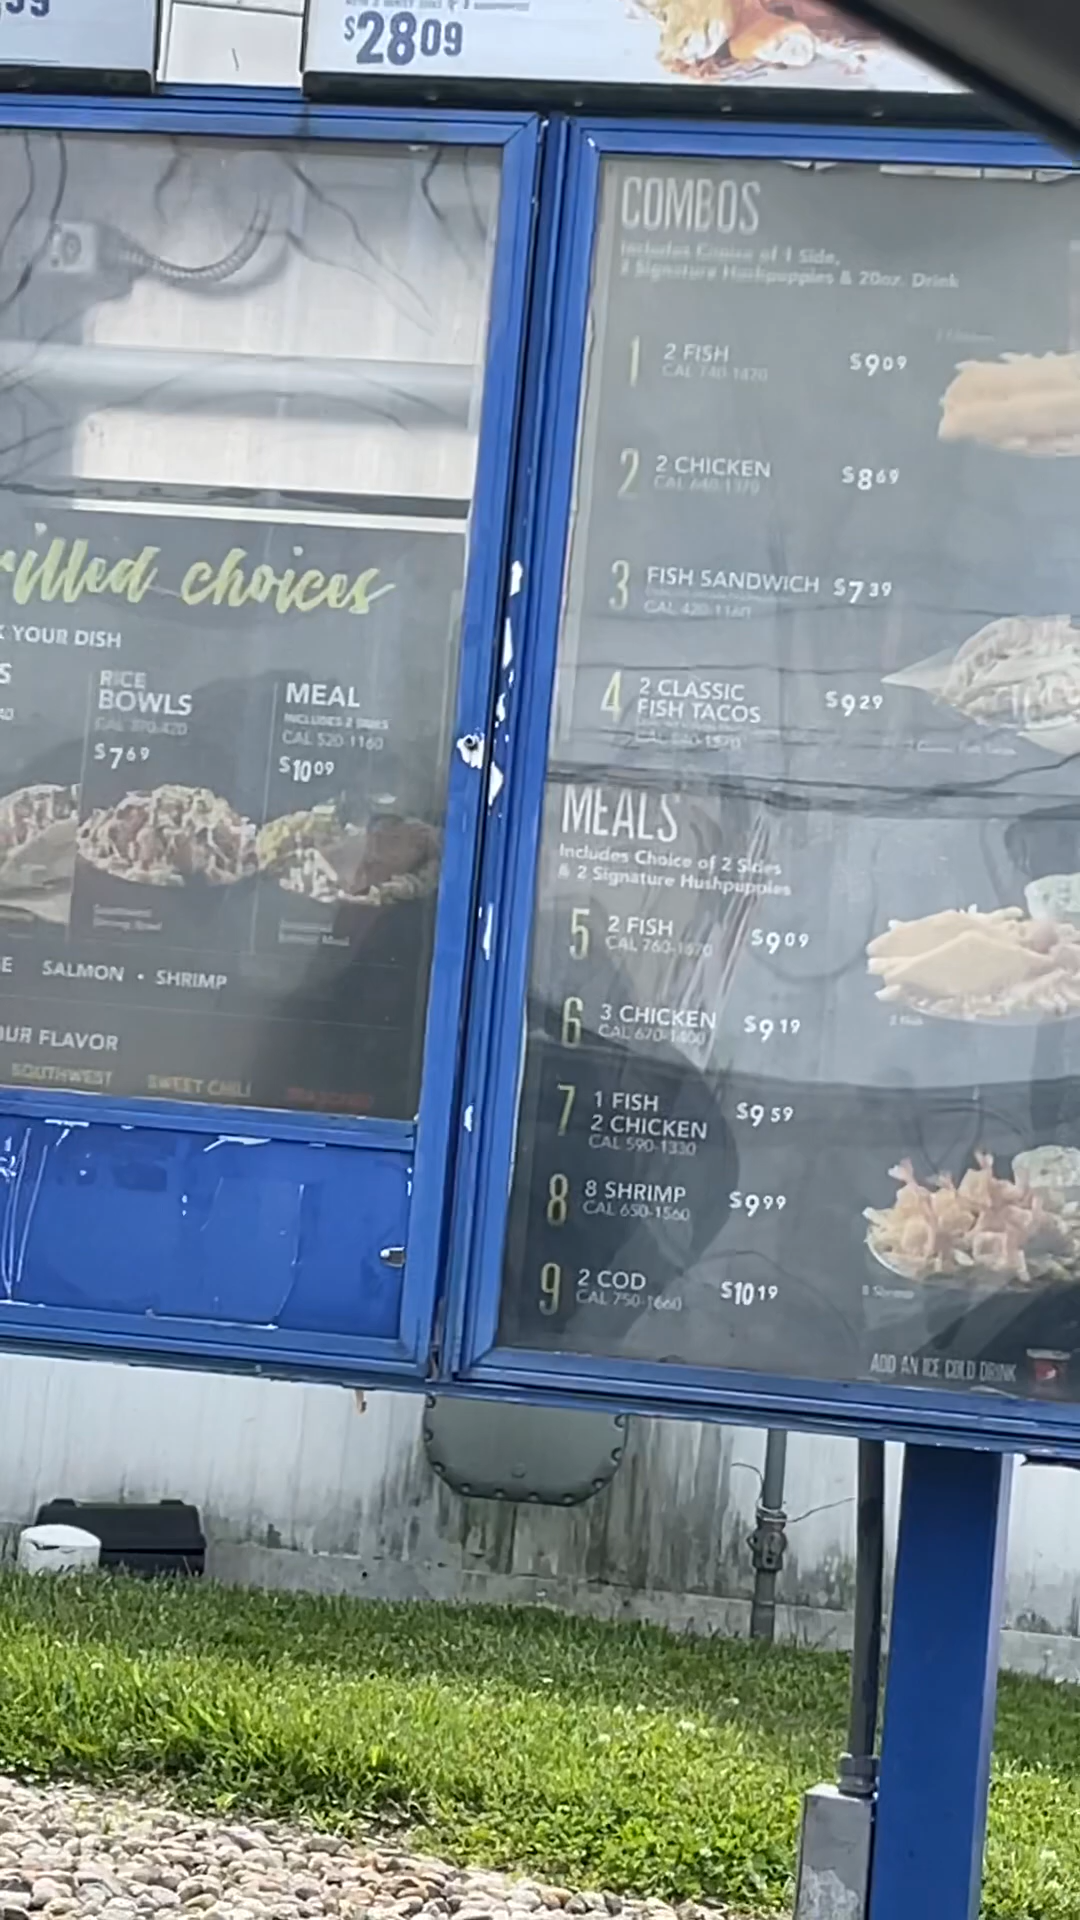 $28 09
COMBOS
Includes Choice of 1 Side,
2 Signature Hushpuppies & 20oz. Drink
1 2 FISH $9 09
CAL 740-1470
2 2 CHICKEN $8 69
CAL 640-1370
3 FISH SANDWICH $7 39
CAL 420-1160
4 2 CLASSIC
FISH TACOS $9 29
MEALS
Includes Choice of 2 Sides
& 2 Signature Hushpuppies
5 2 FISH $9 09
CAL 760-1670
6 3 CHICKEN $9 19
CAL 670-1400
7 1 FISH
2 CHICKEN $9 59
CAL 590-1330
8 8 SHRIMP $9 99
CAL 650-1560
8 Shrimp
9 2 COD $10 19
CAL 750-1660
ADD AN ICE COLD DRINK
rilled choices
YOUR DISH
RICE
BOWLS
CAL 370-420
$7 69
MEAL
INCLUDES 2 SIDES
CAL 520-1160
$10 09
SALMON • SHRIMP
UR FLAVOR
SOUTHWEST SWEET CHILI